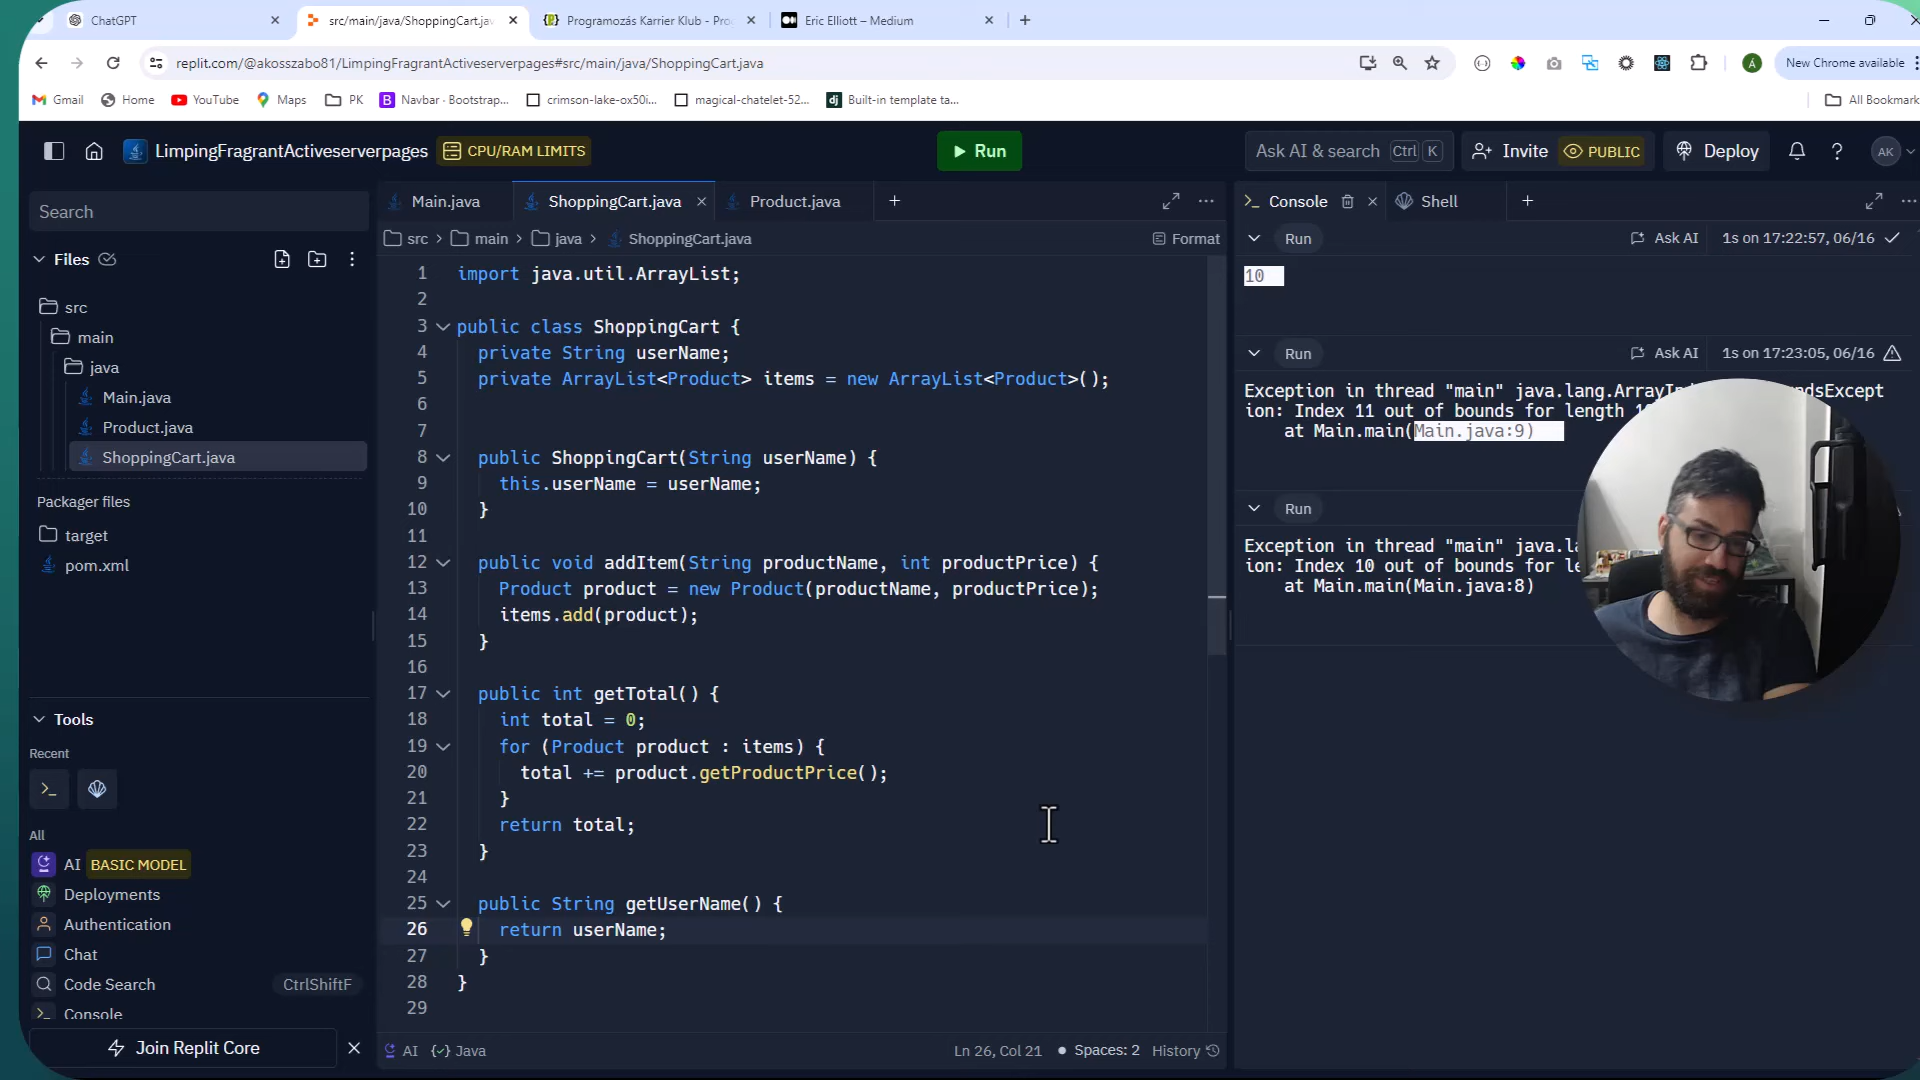 ChatGPT
src/main/java/ShoppingCart.jav
Programozás Karrier Klub - Pro
Eric Elliott – Medium
replit.com/@akosszabo81/LimpingFragrantActiveserverpages#src/main/java/ShoppingCart.java
New Chrome available
Gmail
Home
YouTube
Maps
PK
Navbar · Bootstrap...
crimson-lake-ox50i...
magical-chatelet-52...
Built-in template ta...
All Bookmark
LimpingFragrantActiveserverpages
CPU/RAM LIMITS
Run
Ask AI & search Ctrl K
Invite
PUBLIC
Deploy
AK
Search
Files
src
main
java
Main.java
Product.java
ShoppingCart.java
Packager files
target
pom.xml
Tools
Recent
All
AI BASIC MODEL
Deployments
Authentication
Chat
Code Search CtrlShiftF
Console
Join Replit Core
Main.java
ShoppingCart.java
Product.java
src > main > java > ShoppingCart.java
Format
1 import java.util.ArrayList;
2
3 public class ShoppingCart {
4 private String userName;
5 private ArrayList<Product> items = new ArrayList<Product>();
6
7
8 public ShoppingCart(String userName) {
9 this.userName = userName;
10 }
11
12 public void addItem(String productName, int productPrice) {
13 Product product = new Product(productName, productPrice);
14 items.add(product);
15 }
16
17 public int getTotal() {
18 int total = 0;
19 for (Product product : items) {
20 total += product.getProductPrice();
21 }
22 return total;
23 }
24
25 public String getUserName() {
26 return userName;
27 }
28 }
29
AI
Java
Ln 26, Col 21
Spaces: 2
History
Console
Shell
Run
Ask AI
1s on 17:22:57, 06/16
10
Run
Ask AI
1s on 17:23:05, 06/16
Exception in thread "main" java.lang.ArrayIn ndsExcept
ion: Index 11 out of bounds for length 1
at Main.main(Main.java:9)
Run
Exception in thread "main" java.la
ion: Index 10 out of bounds for le
at Main.main(Main.java:8)